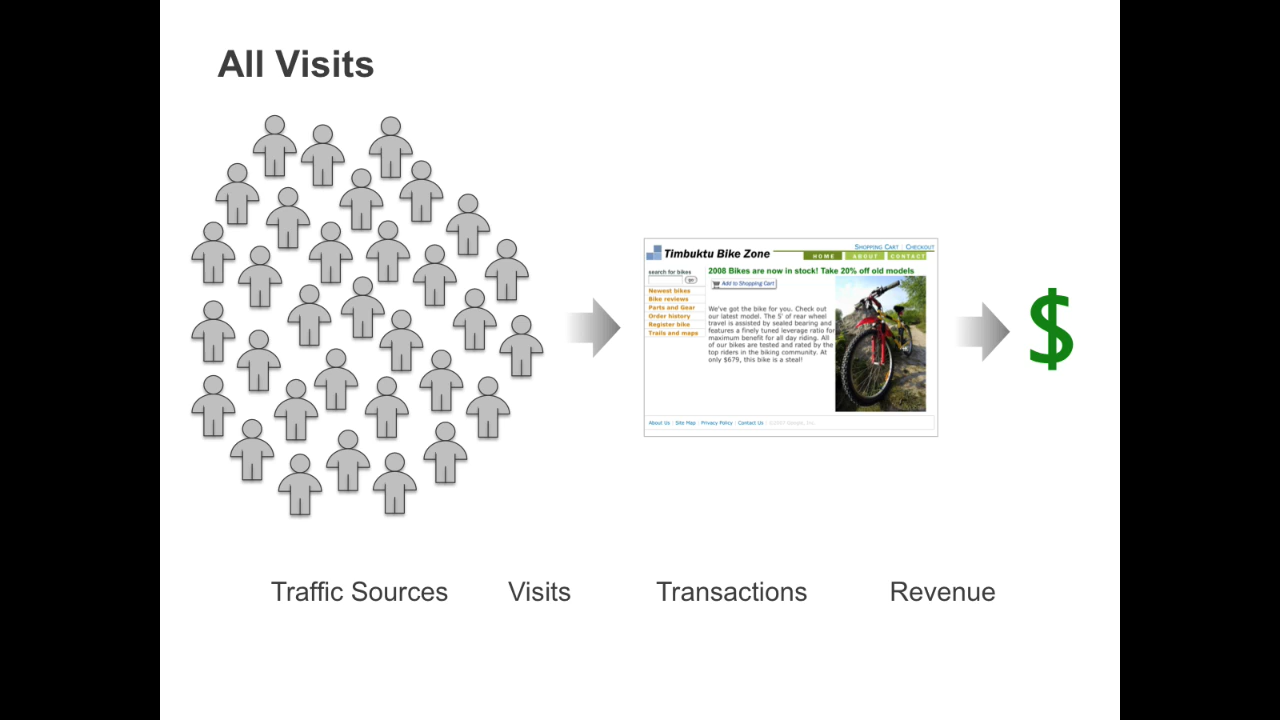 All Visits
Timbuktu Bike Zone
Shopping Cart | Checkout
HOME ABOUT CONTACT
search for bikes
go
Newest bikes
Bike reviews
Parts and Gear
Order history
Register bike
Trails and maps
2008 Bikes are now in stock! Take 20% off old models
Add to Shopping Cart
We've got the bike for you. Check out
our latest model. The 5' of rear wheel
travel is assisted by sealed bearing and
features a finely tuned leverage ratio for
maximum benefit for all day riding. All
of our bikes are tested and rated by the
top riders in the biking community. At
only $679, this bike is a steal!
About Us | Site Map | Privacy Policy | Contact Us |
$
Traffic Sources Visits Transactions Revenue